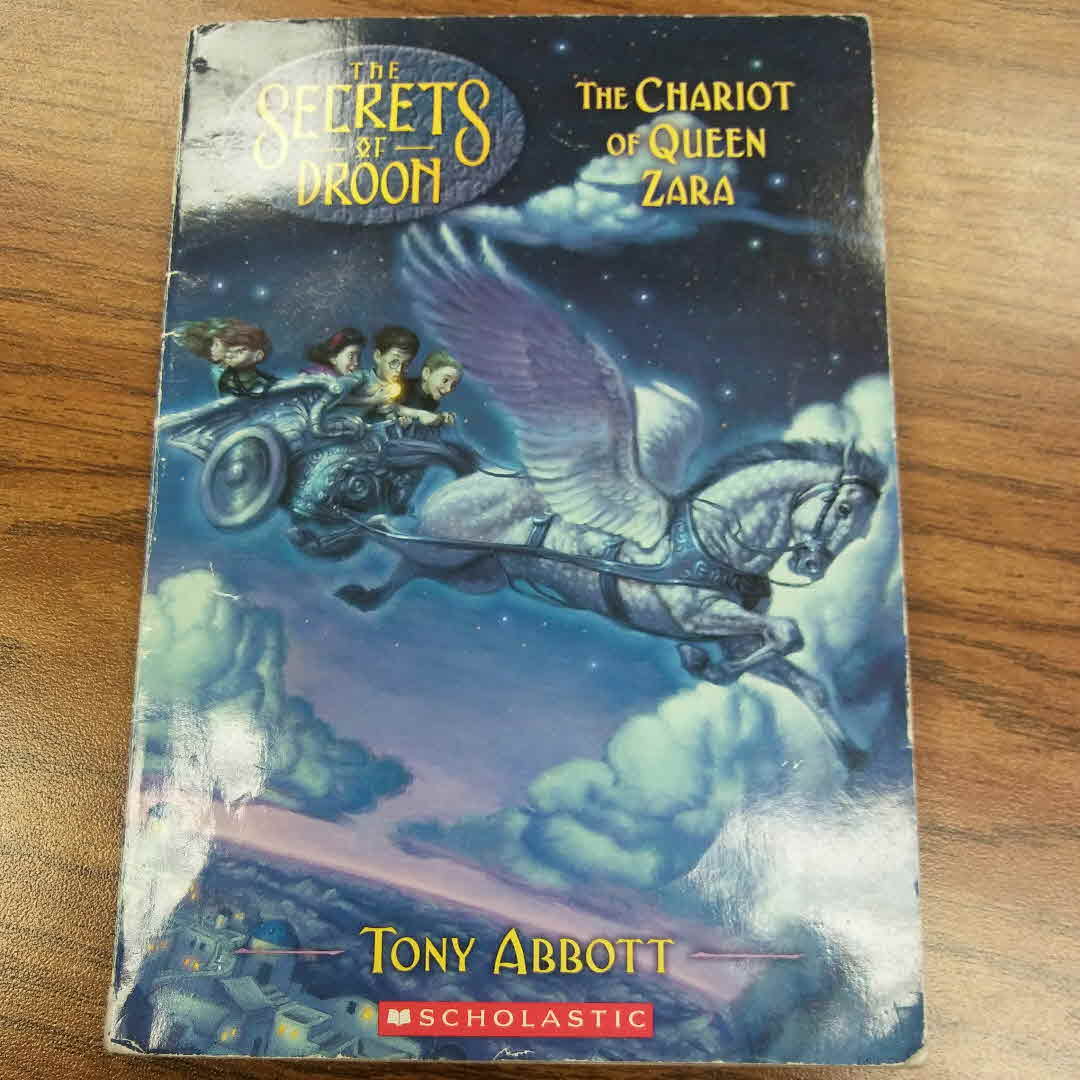 THE
SECRETS
OF
DROON
THE CHARIOT
OF QUEEN
ZARA
TONY ABBOTT
SCHOLASTIC